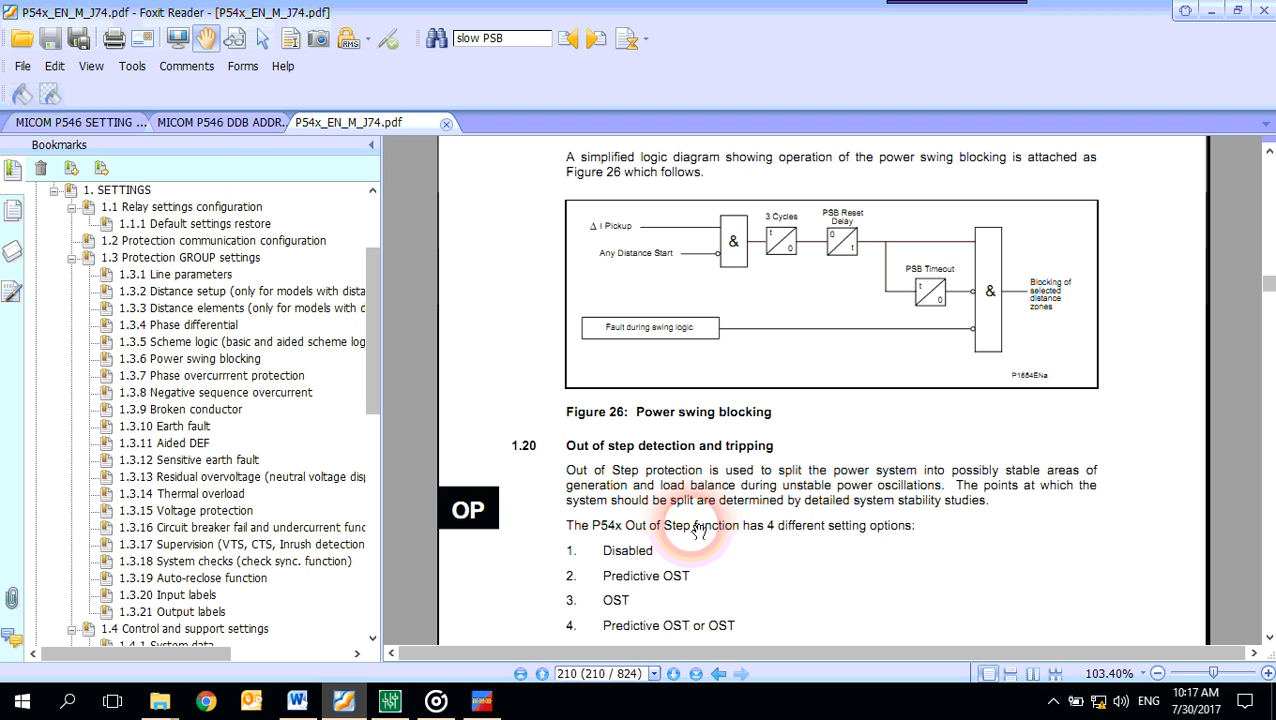 P54x_EN_M_J74.pdf - Foxit Reader - [P54x_EN_M_J74.pdf]
slow PSB
File Edit View Tools Comments Forms Help
MICOM P546 SETTING ... MICOM P546 DDB ADDR... P54x_EN_M_J74.pdf
Bookmarks
1. SETTINGS
1.1 Relay settings configuration
1.1.1 Default settings restore
1.2 Protection communication configuration
1.3 Protection GROUP settings
1.3.1 Line parameters
1.3.2 Distance setup (only for models with dista
1.3.3 Distance elements (only for models with d
1.3.4 Phase differential
1.3.5 Scheme logic (basic and aided scheme log
1.3.6 Power swing blocking
1.3.7 Phase overcurrrent protection
1.3.8 Negative sequence overcurrent
1.3.9 Broken conductor
1.3.10 Earth fault
1.3.11 Aided DEF
1.3.12 Sensitive earth fault
1.3.13 Residual overvoltage (neutral voltage disp
1.3.14 Thermal overload
1.3.15 Voltage protection
1.3.16 Circuit breaker fail and undercurrent func
1.3.17 Supervision (VTS, CTS, Inrush detection
1.3.18 System checks (check sync. function)
1.3.19 Auto-reclose function
1.3.20 Input labels
1.3.21 Output labels
1.4 Control and support settings
1.4.1 System data
A simplified logic diagram showing operation of the power swing blocking is attached as
Figure 26 which follows.
Δ I Pickup
Any Distance Start
&
3 Cycles
t
0
PSB Reset
Delay
0
t
PSB Timeout
t
0
&
Blocking of
selected
distance
zones
Fault during swing logic
P1654ENa
Figure 26: Power swing blocking
1.20 Out of step detection and tripping
Out of Step protection is used to split the power system into possibly stable areas of
generation and load balance during unstable power oscillations. The points at which the
system should be split are determined by detailed system stability studies.
OP
The P54x Out of Step function has 4 different setting options:
1. Disabled
2. Predictive OST
3. OST
4. Predictive OST or OST
210 (210 / 824)
103.40%
ENG
10:17 AM
7/30/2017